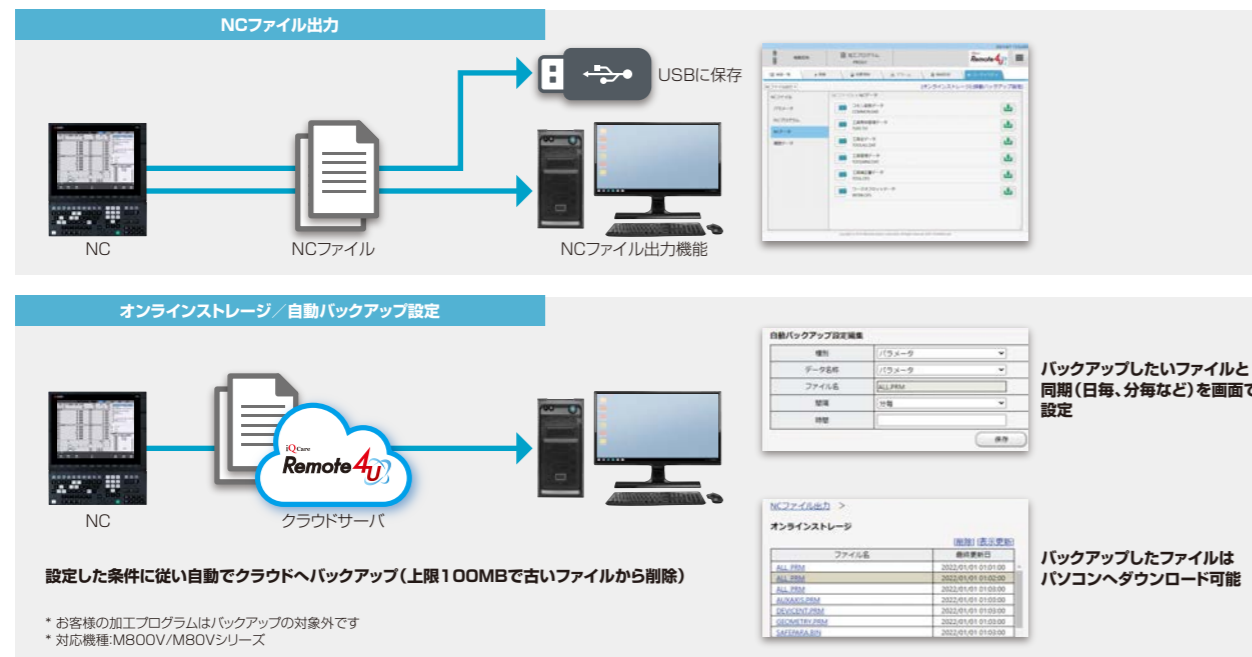 NCファイル出力
USBに保存
NC
NCファイル
NCファイル出力機能
Remote4U
オンラインストレージ／自動バックアップ設定
iQ Care
Remote4U
NC
クラウドサーバ
設定した条件に従い自動でクラウドへバックアップ（上限100MBで古いファイルから削除）
* お客様の加工プログラムはバックアップの対象外です
* 対応機種:M800V/M80Vシリーズ
自動バックアップ設定編集
種別 パラメータ
データ名称 パラメータ
ファイル名 ALL.PRM
間隔 分毎
時間
保存
バックアップしたいファイルと
同期（日毎、分毎など）を画面で
設定
NCファイル出力 >
オンラインストレージ
[削除] [表示更新]
ファイル名 最終更新日
ALL.PRM 2022/01/01 01:01:00
ALL.PRM 2022/01/01 01:02:00
ALL.PRM 2022/01/01 01:03:00
AUXAXIS.PRM 2022/01/01 01:03:00
DEVICENT.PRM 2022/01/01 01:03:00
GEOMETRY.PRM 2022/01/01 01:03:00
SAFEPARA.BIN 2022/01/01 01:03:00
バックアップしたファイルは
パソコンへダウンロード可能